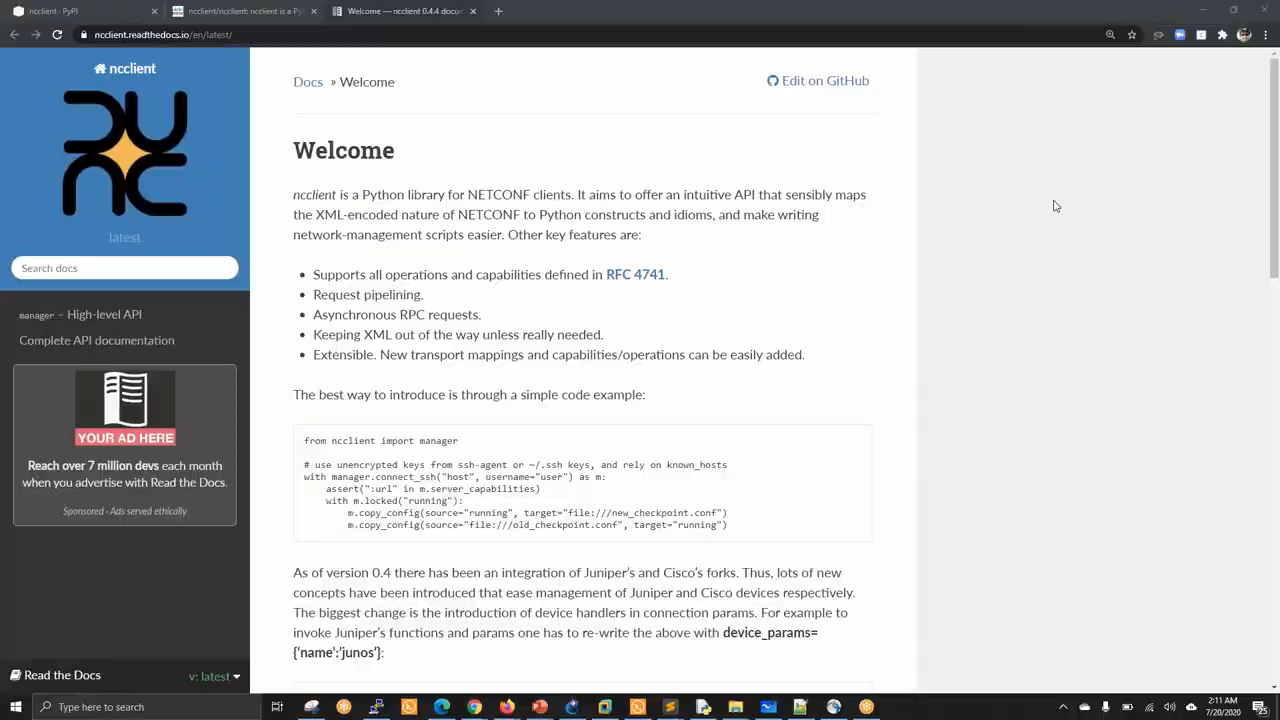 ncclient · PyPI
ncclient/ncclient: ncclient is a Py
Welcome — ncclient 0.4.4 docum
ncclient.readthedocs.io/en/latest/
ncclient
latest
Search docs
manager – High-level API
Complete API documentation
YOUR AD HERE
Reach over 7 million devs each month
when you advertise with Read the Docs.
Sponsored · Ads served ethically
Read the Docs
v: latest
Docs » Welcome
Edit on GitHub
Welcome
ncclient is a Python library for NETCONF clients. It aims to offer an intuitive API that sensibly maps
the XML-encoded nature of NETCONF to Python constructs and idioms, and make writing
network-management scripts easier. Other key features are:
• Supports all operations and capabilities defined in RFC 4741.
• Request pipelining.
• Asynchronous RPC requests.
• Keeping XML out of the way unless really needed.
• Extensible. New transport mappings and capabilities/operations can be easily added.
The best way to introduce is through a simple code example:
from ncclient import manager
# use unencrypted keys from ssh-agent or ~/.ssh keys, and rely on known_hosts
with manager.connect_ssh("host", username="user") as m:
    assert(":url" in m.server_capabilities)
    with m.locked("running"):
        m.copy_config(source="running", target="file:///new_checkpoint.conf")
        m.copy_config(source="file:///old_checkpoint.conf", target="running")
As of version 0.4 there has been an integration of Juniper's and Cisco's forks. Thus, lots of new
concepts have been introduced that ease management of Juniper and Cisco devices respectively.
The biggest change is the introduction of device handlers in connection params. For example to
invoke Juniper's functions and params one has to re-write the above with device_params=
{'name':'junos'}:
Type here to search
2:11 AM
7/20/2020